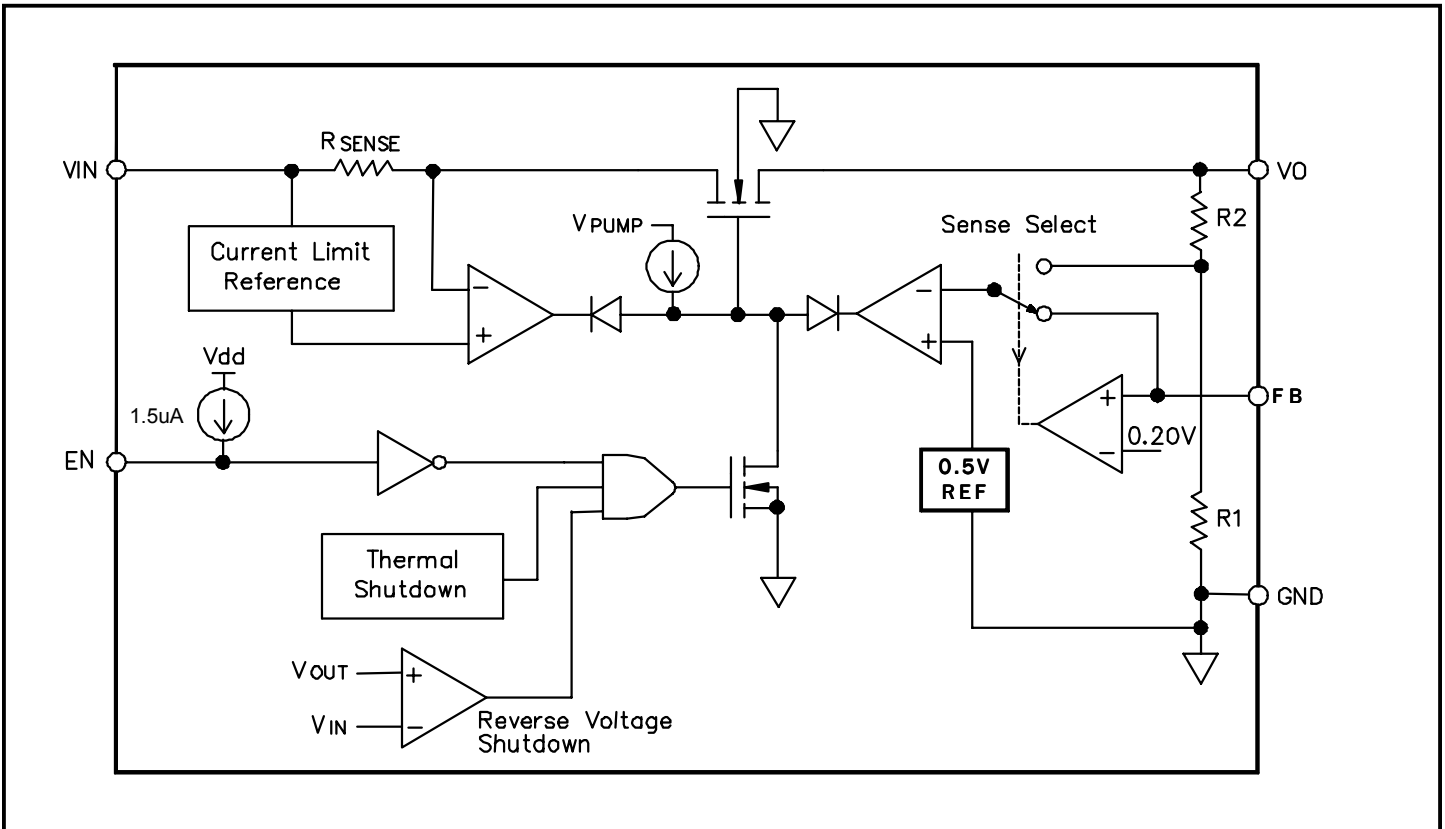 R SENSE
VIN
VO
R2
V PUMP
Sense Select
Current Limit
Reference
−
+
−
+
Vdd
1.5uA
+
−
0.20V
FB
EN
0.5V
REF
R1
Thermal
Shutdown
GND
VOUT
+
VIN
−
Reverse Voltage
Shutdown